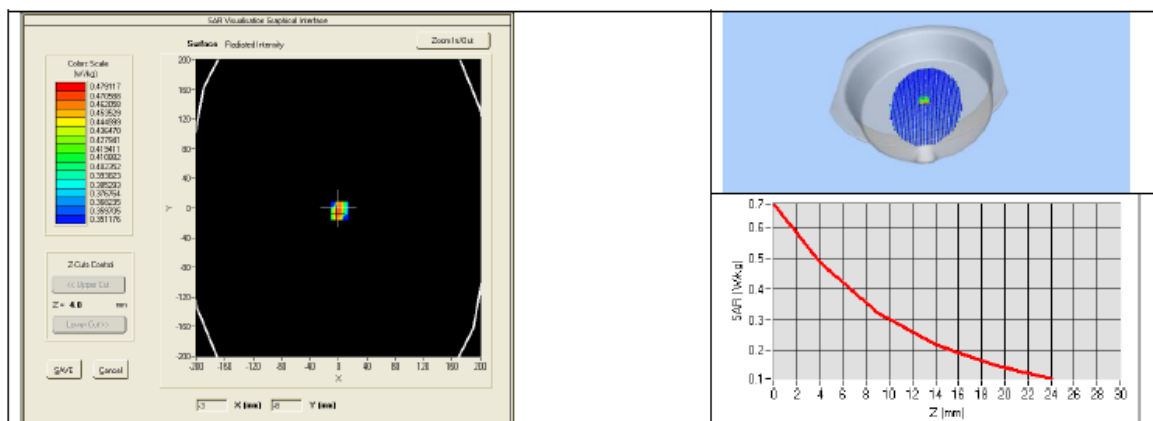 SAR Visualisation Graphical Interface
Surface Radiated Intensity
Zoom In/Out
Colors Scale
(W/kg)
0.479117
0.470588
0.462059
0.453529
0.444999
0.436470
0.427941
0.419411
0.410882
0.402352
0.393823
0.385293
0.376764
0.368235
0.359705
0.351176
200
160
120
80
40
0
-40
-80
-120
-160
-200
Y
-200 -160 -120 -80 -40 0 40 80 120 160 200
X
Z-Cuts Control
<< Upper Cut
Z = 4.0 mm
Lower Cut >>
SAVE Cancel
-3 X (mm) -8 Y (mm)
0.7
0.6
0.5
0.4
0.3
0.2
0.1
SAR (W/kg)
0 2 4 6 8 10 12 14 16 18 20 22 24 26 28 30
Z (mm)